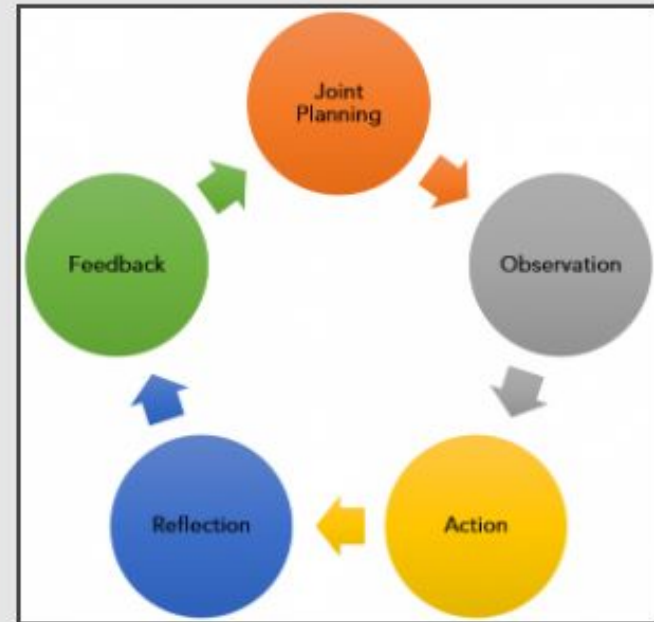 Joint
Planning
Observation
Action
Reflection
Feedback